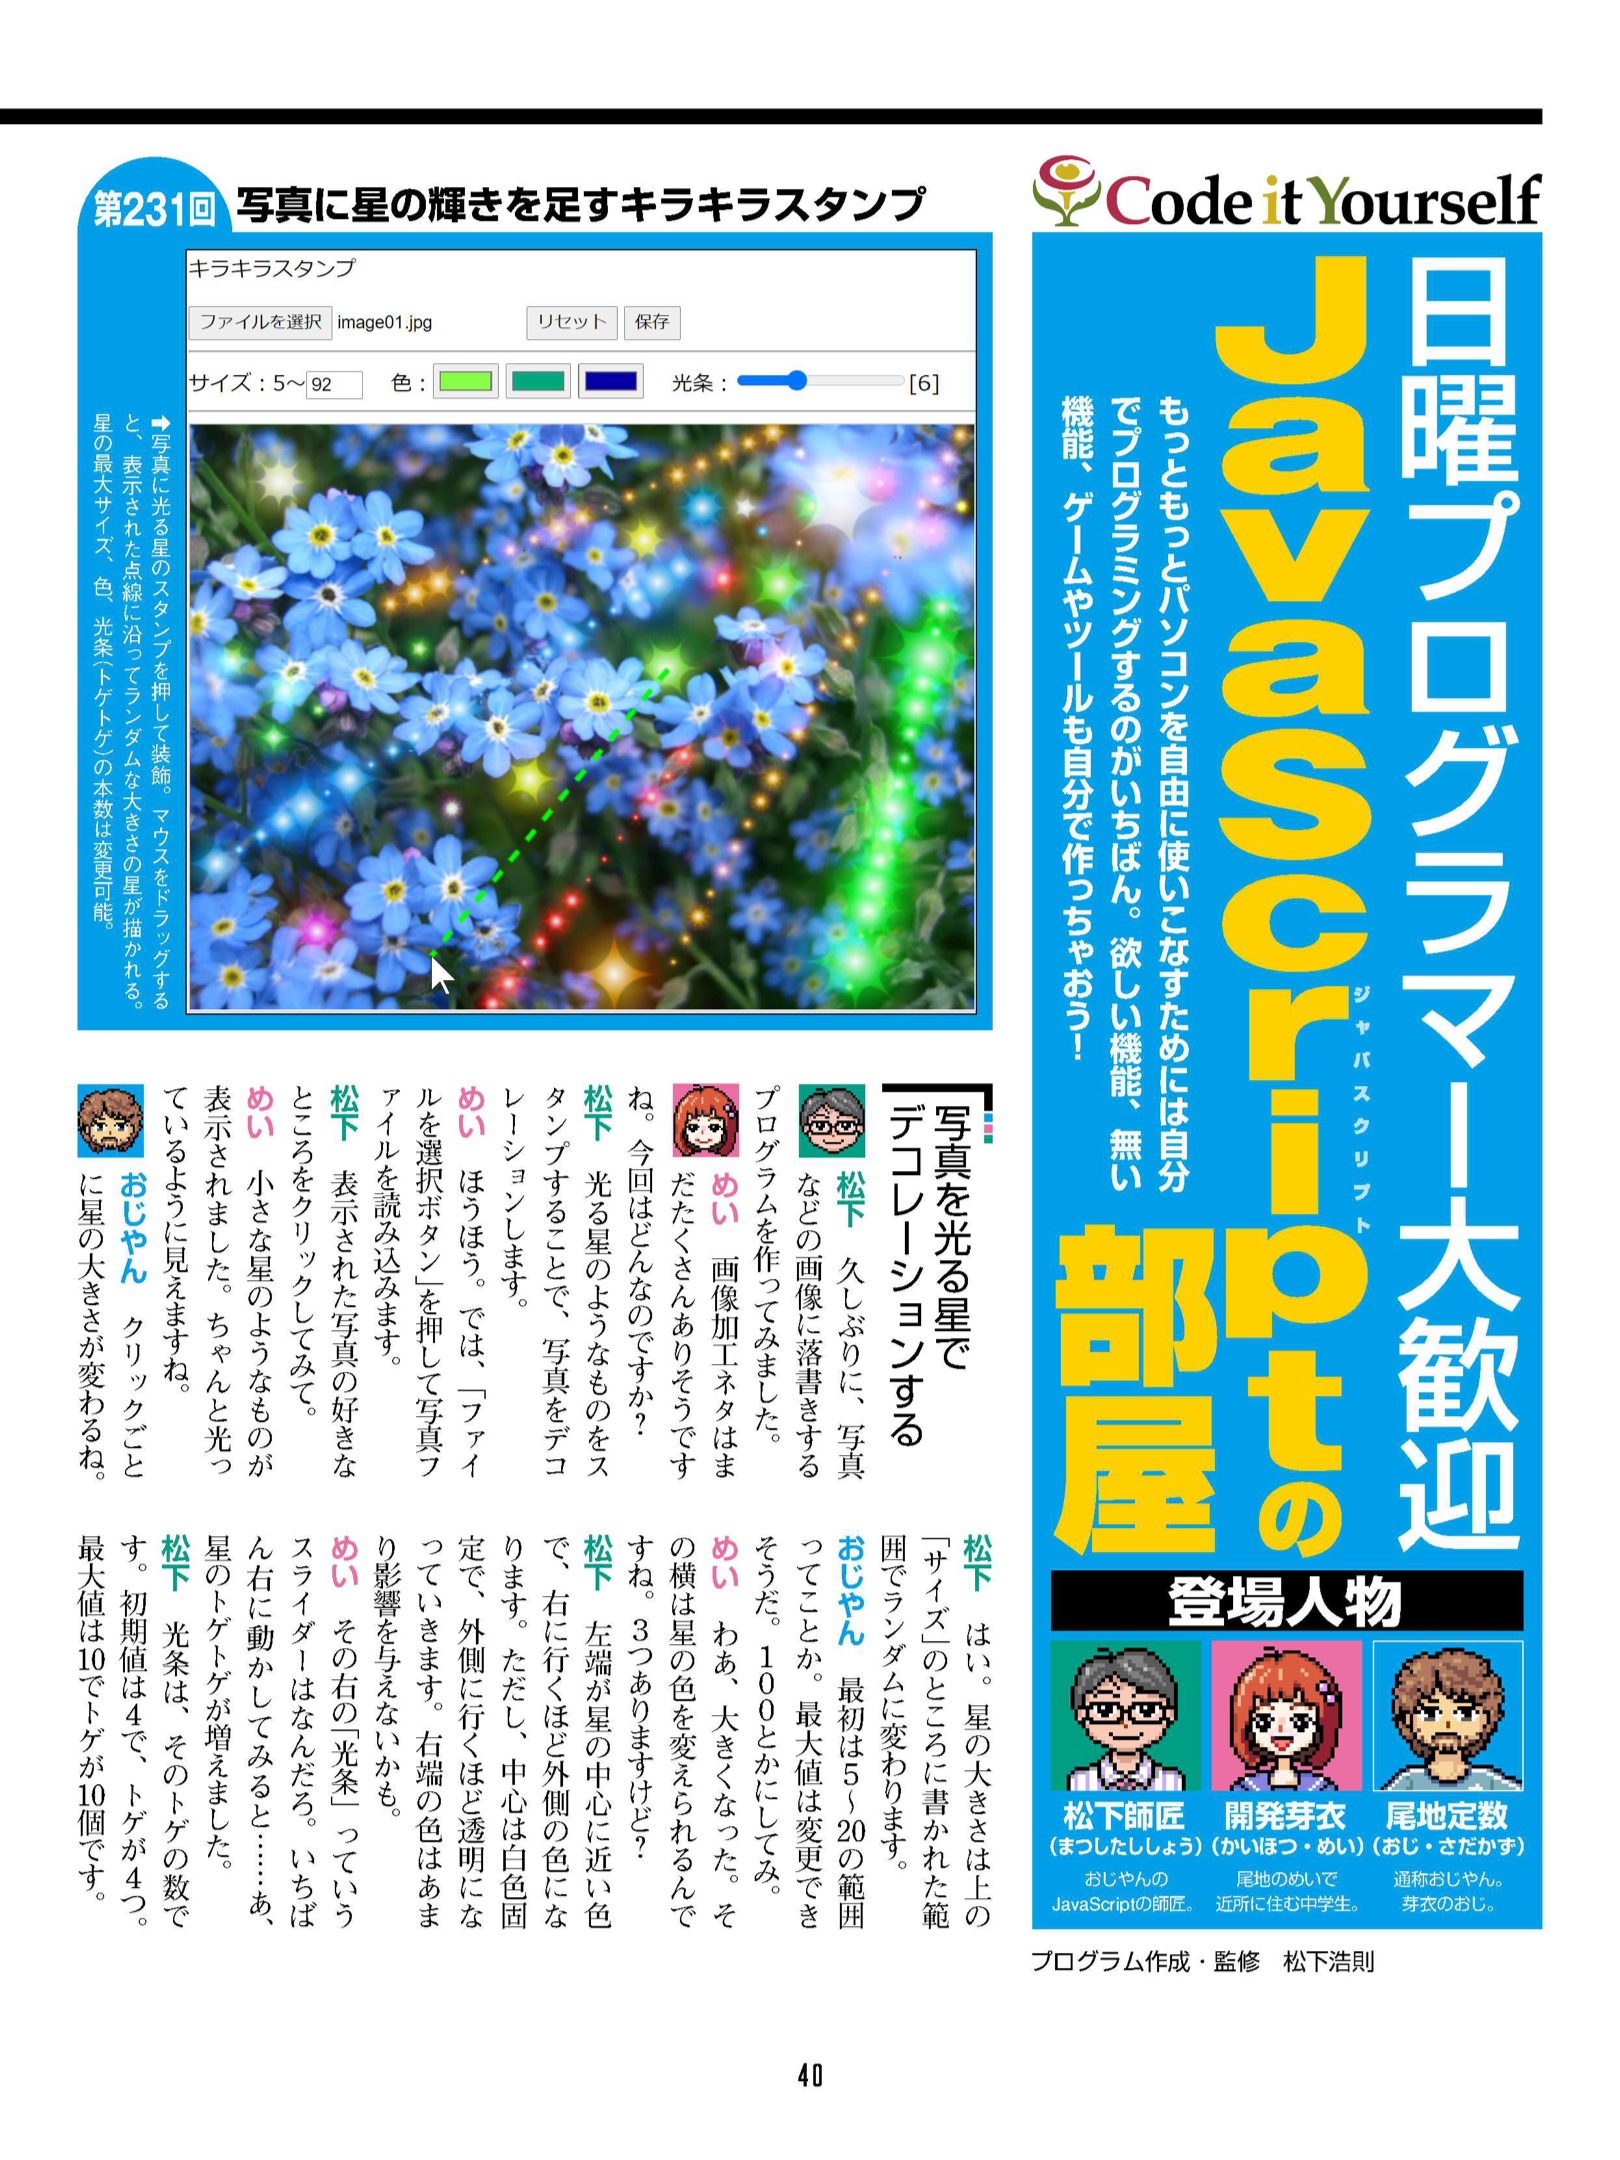 Code it Yourself
日曜プログラマー大歓迎
JavaScriptの
ジャバスクリプト
部屋
もっともっとパソコンを自由に使いこなすためには自分
でプログラミングするのがいちばん。欲しい機能、無い
機能、ゲームやツールも自分で作っちゃおう！
登場人物
松下師匠
（まつしたししょう）
おじやんの
JavaScriptの師匠。
開発芽衣
（かいほつ・めい）
尾地のめいで
近所に住む中学生。
尾地定数
（おじ・さだかず）
通称おじやん。
芽衣のおじ。
プログラム作成・監修　松下浩則
第231回
写真に星の輝きを足すキラキラスタンプ
キラキラスタンプ
ファイルを選択 image01.jpg リセット 保存
サイズ：5～92 色： 光条： [6]
➡写真に光る星のスタンプを押して装飾。マウスをドラッグする
と、表示された点線に沿ってランダムな大きさの星が描かれる。
星の最大サイズ、色、光条（トゲトゲ）の本数は変更可能。
写真を光る星で
デコレーションする
松下　久しぶりに、写真
などの画像に落書きする
プログラムを作ってみました。
めい　画像加工ネタはま
だたくさんありそうです
ね。今回はどんなのですか？
松下　光る星のようなものをス
タンプすることで、写真をデコ
レーションします。
めい　ほうほう。では、「ファイ
ルを選択ボタン」を押して写真フ
ァイルを読み込みます。
松下　表示された写真の好きな
ところをクリックしてみて。
めい　小さな星のようなものが
表示されました。ちゃんと光っ
ているように見えますね。
おじやん　クリックごと
に星の大きさが変わるね。
松下　はい。星の大きさは上の
「サイズ」のところに書かれた範
囲でランダムに変わります。
おじやん　最初は5～20の範囲
ってことか。最大値は変更でき
そうだ。100とかにしてみ。
めい　わあ、大きくなった。そ
の横は星の色を変えられるんで
すね。3つありますけど？
松下　左端が星の中心に近い色
で、右に行くほど外側の色にな
ります。ただし、中心は白色固
定で、外側に行くほど透明にな
っていきます。右端の色はあま
り影響を与えないかも。
めい　その右の「光条」っていう
スライダーはなんだろ。いちば
ん右に動かしてみると……あ、
星のトゲトゲが増えました。
松下　光条は、そのトゲの数で
す。初期値は4で、トゲが4つ。
最大値は10でトゲが10個です。
40